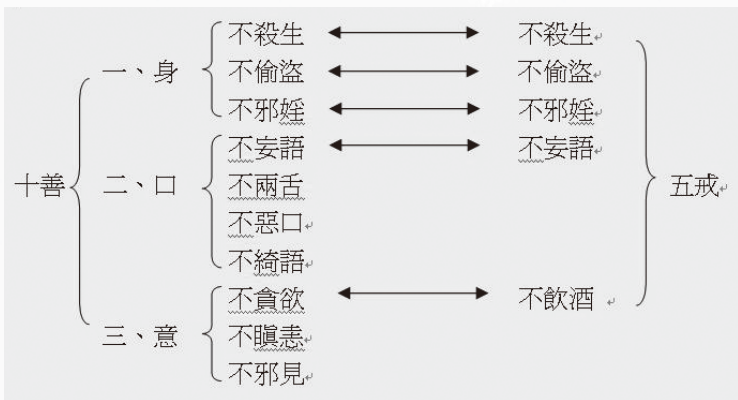 不殺生 不殺生
一、身 不偷盜 不偷盜
不邪婬 不邪婬
不妄語 不妄語
十善 二、口 不兩舌 五戒
不惡口
不綺語
不貪欲 不飲酒
三、意 不瞋恚
不邪見